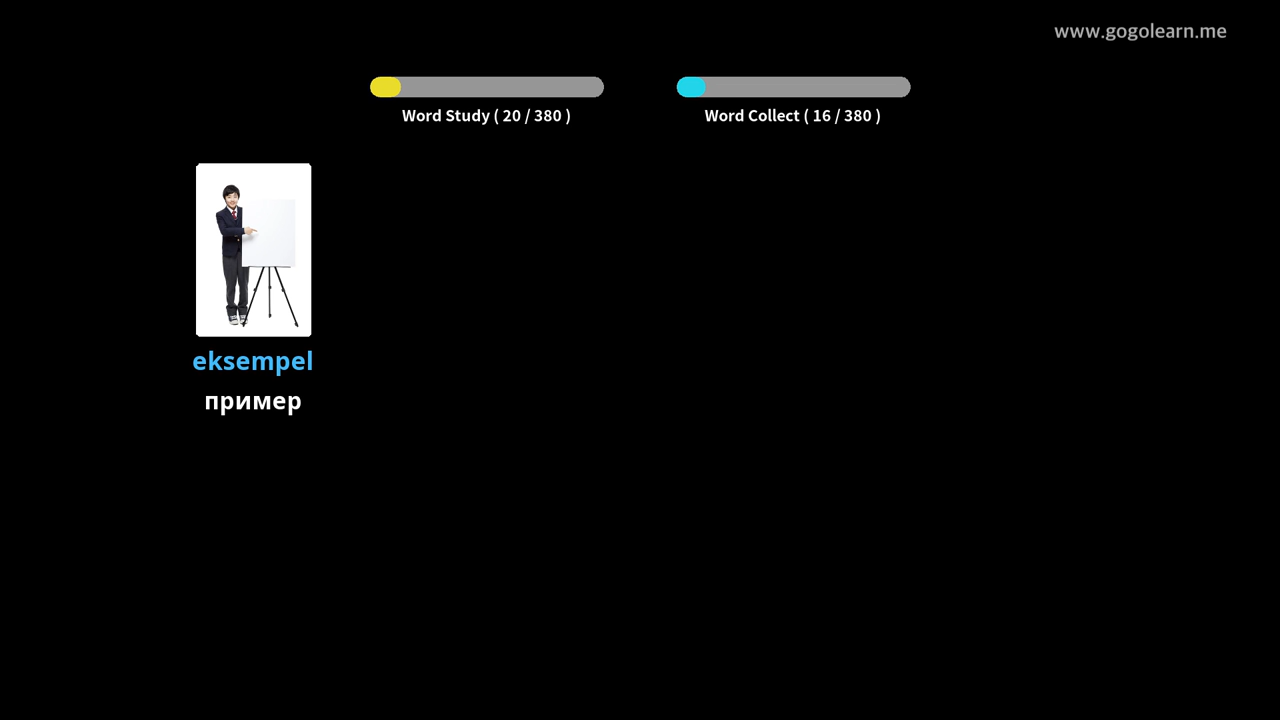 www.gogolearn.me
Word Study ( 20 / 380 )
Word Collect ( 16 / 380 )
eksempel
пример